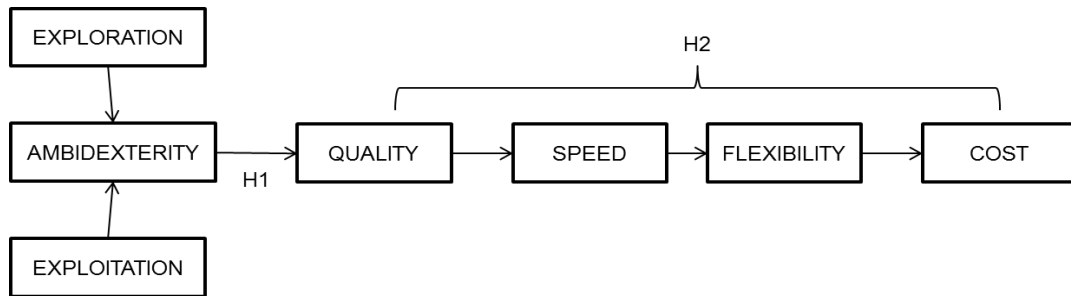 EXPLORATION
H2
AMBIDEXTERITY
QUALITY
SPEED
FLEXIBILITY
COST
H1
EXPLOITATION